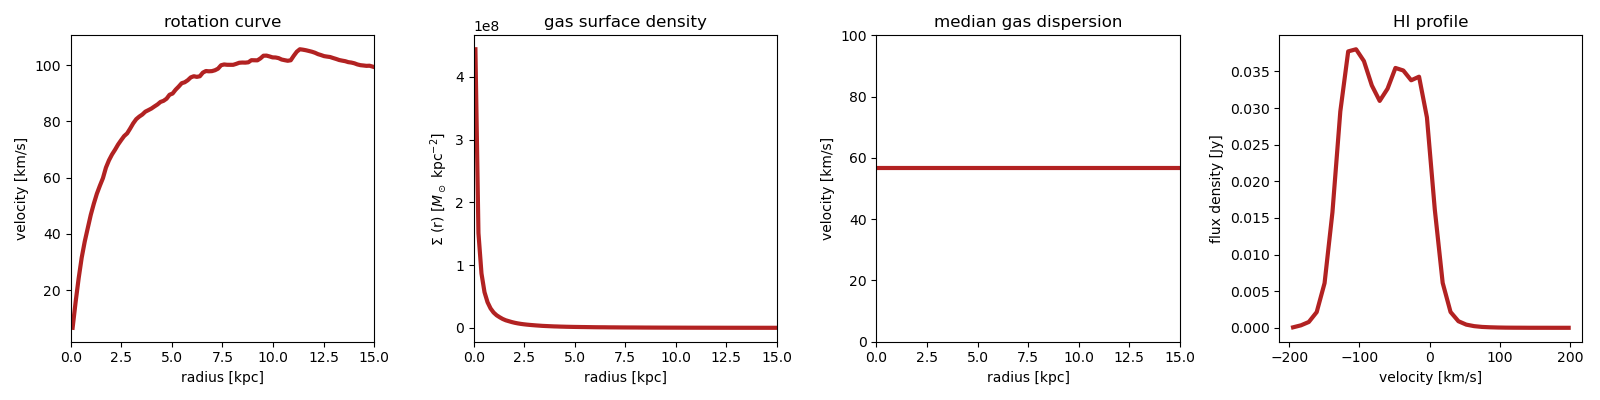 rotation curve
velocity [km/s]
20
40
60
80
100
0.0 2.5 5.0 7.5 10.0 12.5 15.0
radius [kpc]
gas surface density
1e8
Σ (r) [M⊙ kpc⁻²]
0
1
2
3
4
0.0 2.5 5.0 7.5 10.0 12.5 15.0
radius [kpc]
median gas dispersion
velocity [km/s]
0
20
40
60
80
100
0.0 2.5 5.0 7.5 10.0 12.5 15.0
radius [kpc]
HI profile
flux density [Jy]
0.000
0.005
0.010
0.015
0.020
0.025
0.030
0.035
−200 −100 0 100 200
velocity [km/s]